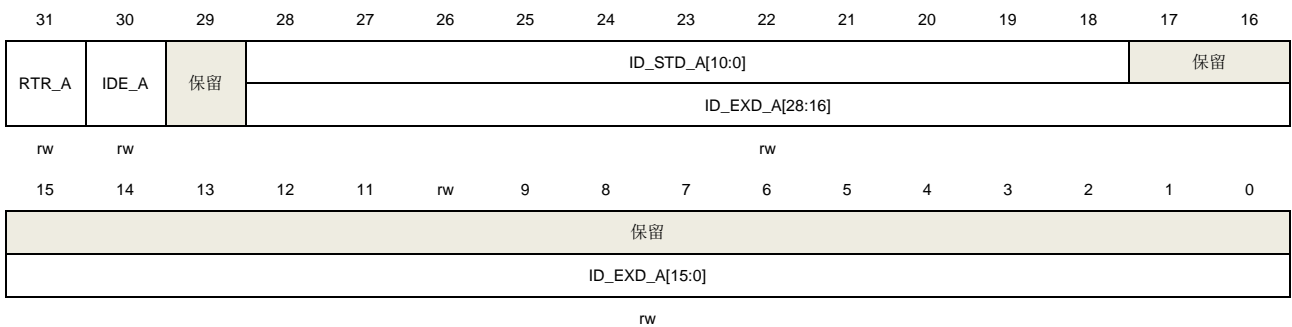 31 30 29 28 27 26 25 24 23 22 21 20 19 18 17 16
RTR_A IDE_A 保留 ID_STD_A[10:0] 保留
ID_EXD_A[28:16]
rw rw rw
15 14 13 12 11 rw 9 8 7 6 5 4 3 2 1 0
保留
ID_EXD_A[15:0]
rw